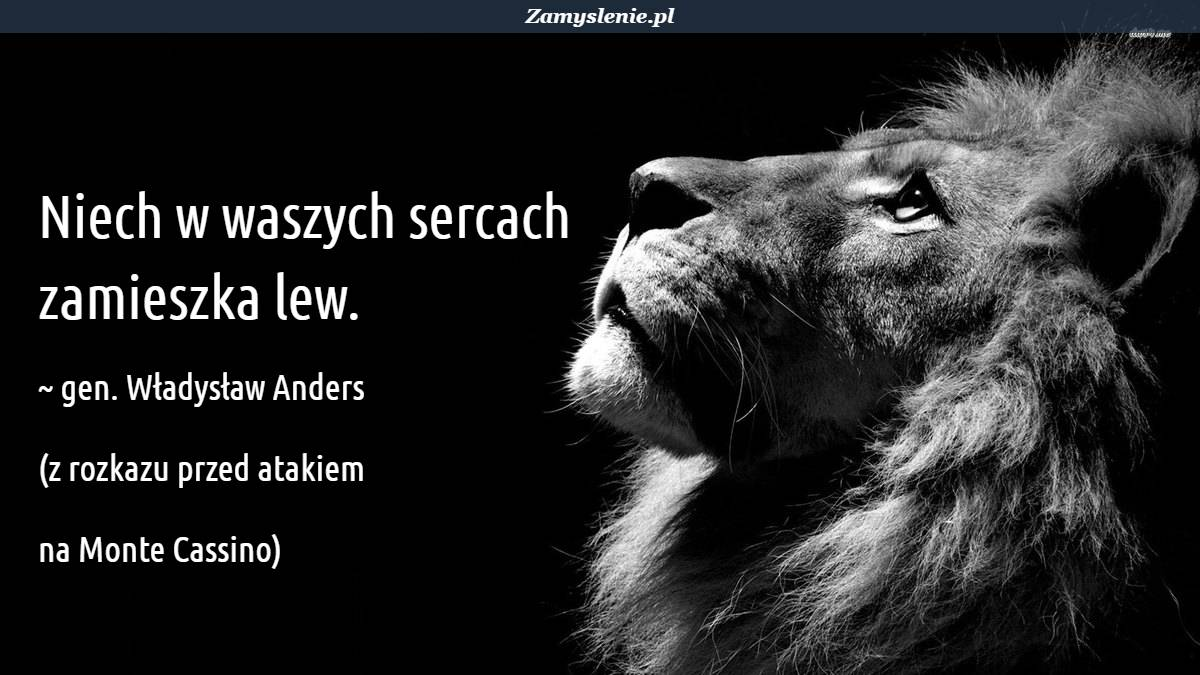 Zamyslenie.pl
Niech w waszych sercach
zamieszka lew.
~ gen. Władysław Anders
(z rozkazu przed atakiem
na Monte Cassino)